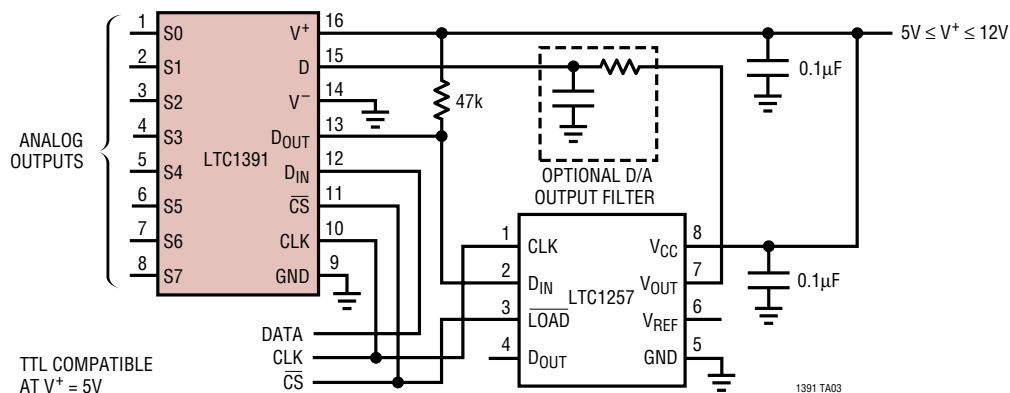 ANALOG
OUTPUTS
1 S0
2 S1
3 S2
4 S3
5 S4
6 S5
7 S6
8 S7
LTC1391
V+ 16
D 15
V− 14
DOUT 13
DIN 12
CS 11
CLK 10
GND 9
47k
OPTIONAL D/A
OUTPUT FILTER
0.1µF
5V ≤ V+ ≤ 12V
1 CLK
2 DIN
3 LOAD
4 DOUT
LTC1257
VCC 8
VOUT 7
VREF 6
GND 5
0.1µF
DATA
CLK
CS
TTL COMPATIBLE
AT V+ = 5V
1391 TA03